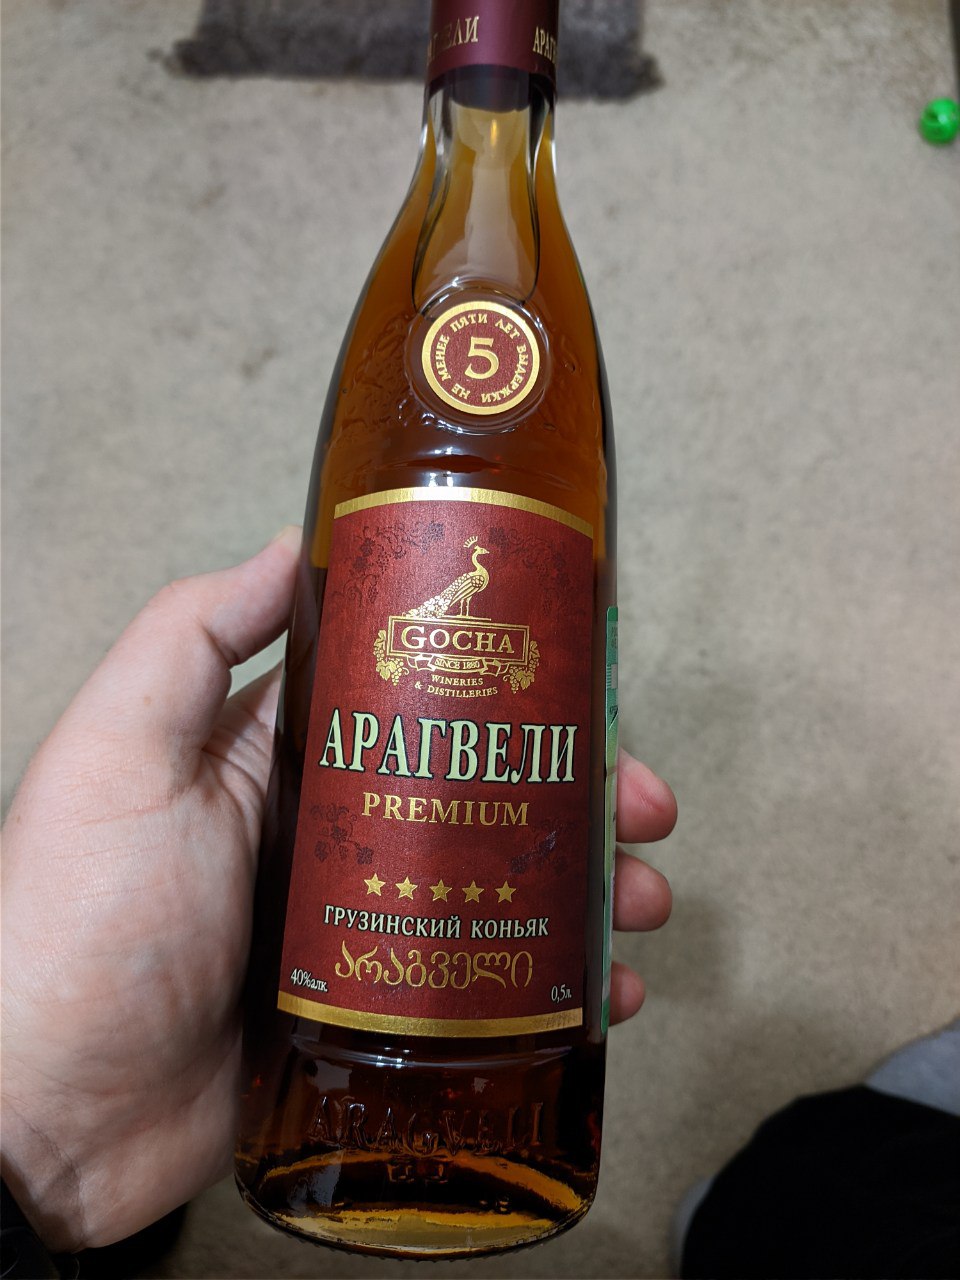 АРАГ
НЕ МЕНЕЕ ПЯТИ ЛЕТ ВЫДЕРЖКИ
5
GOCHA
SINCE 1880
WINERIES
& DISTILLERIES
АРАГВЕЛИ
PREMIUM
ГРУЗИНСКИЙ КОНЬЯК
არაგველი
40%алк. 0,5л.
ARAGVELI